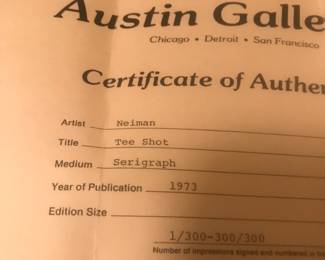 Austin Galle
Chicago • Detroit • San Francisco
Certificate of Authen
Artist Neiman
Title Tee Shot
Medium Serigraph
Year of Publication 1973
Edition Size
1/300-300/300
Number of impressions signed and numbered in